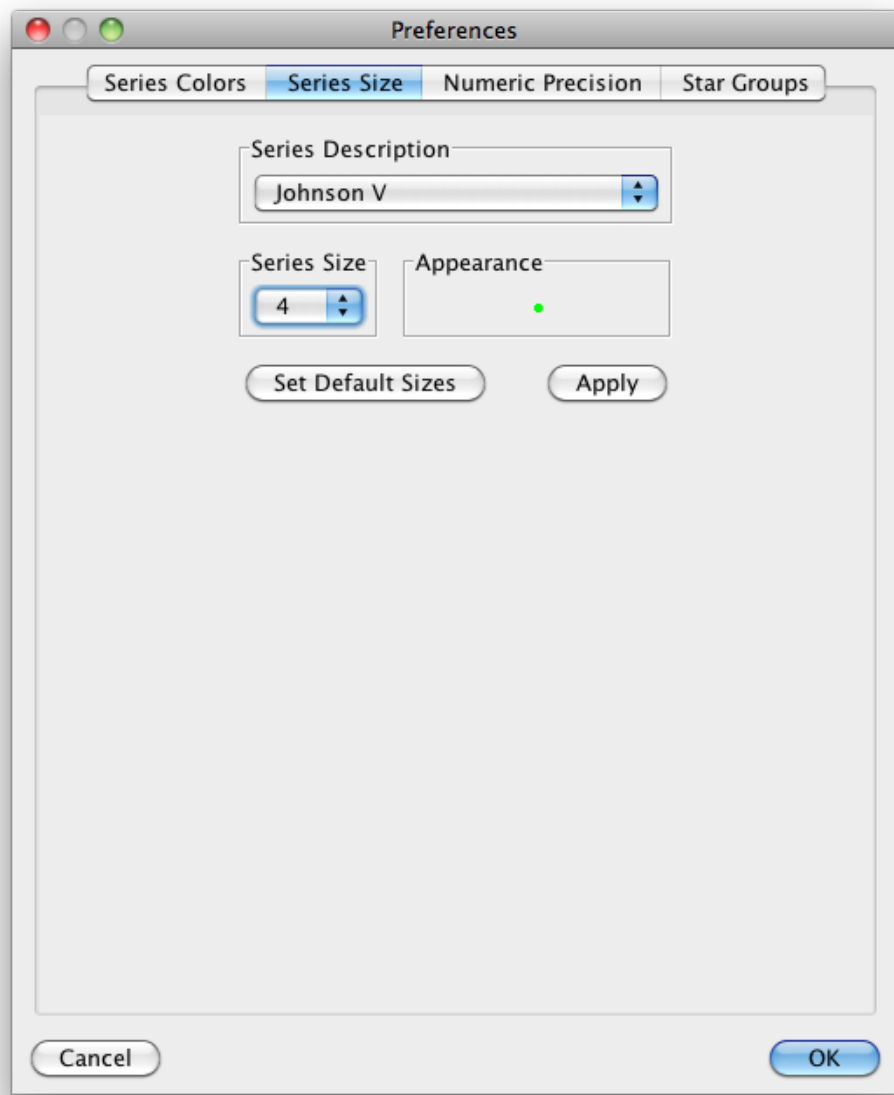 Preferences
Series Colors Series Size Numeric Precision Star Groups
Series Description
Johnson V
Series Size Appearance
4
Set Default Sizes Apply
Cancel OK